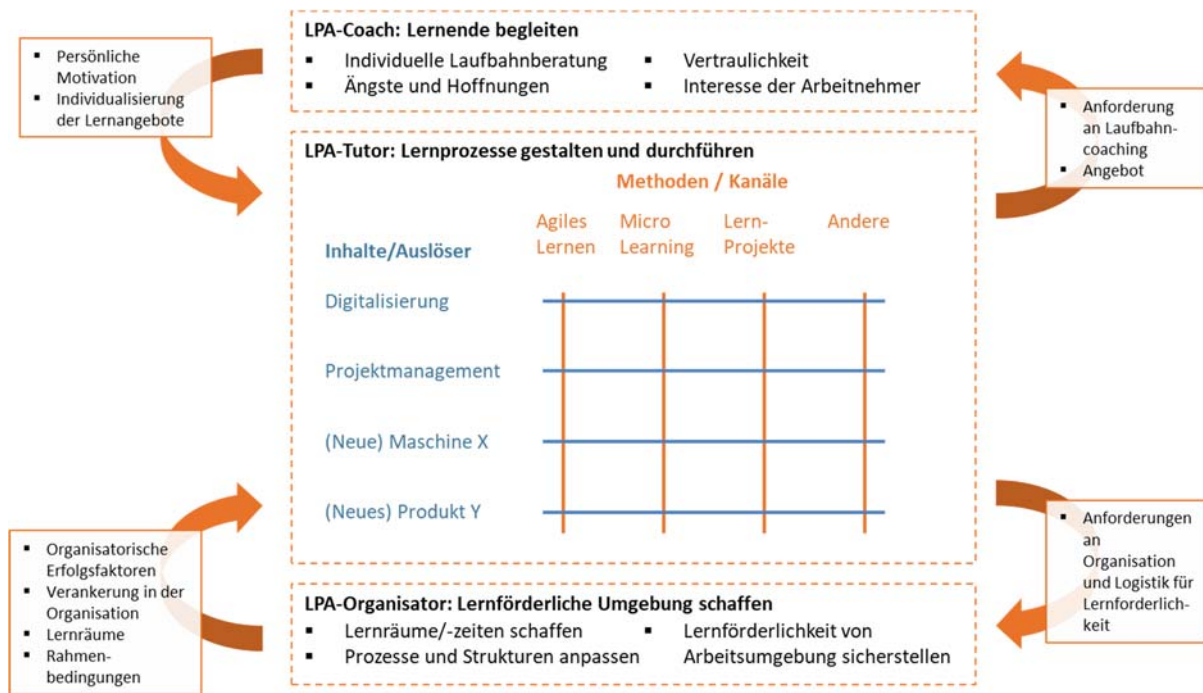 LPA-Coach: Lernende begleiten
▪ Individuelle Laufbahnberatung
▪ Ängste und Hoffnungen
▪ Vertraulichkeit
▪ Interesse der Arbeitnehmer
▪ Persönliche
Motivation
▪ Individualisierung
der Lernangebote
▪ Anforderung
an Laufbahn-
coaching
▪ Angebot
LPA-Tutor: Lernprozesse gestalten und durchführen
Methoden / Kanäle
Agiles
Lernen
Micro
Learning
Lern-
Projekte
Andere
Inhalte/Auslöser
Digitalisierung
Projektmanagement
(Neue) Maschine X
(Neues) Produkt Y
▪ Organisatorische
Erfolgsfaktoren
▪ Verankerung in der
Organisation
▪ Lernräume
▪ Rahmen-
bedingungen
▪ Anforderungen
an
Organisation
und Logistik für
Lernforderlich-
keit
LPA-Organisator: Lernförderliche Umgebung schaffen
▪ Lernräume/-zeiten schaffen
▪ Prozesse und Strukturen anpassen
▪ Lernförderlichkeit von
Arbeitsumgebung sicherstellen